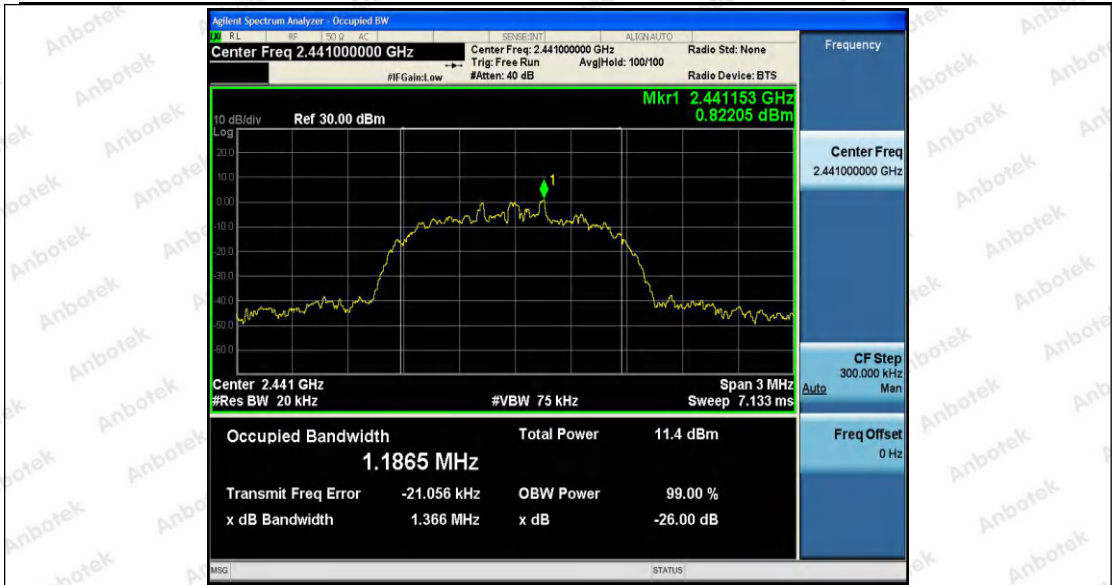 Agilent Spectrum Analyzer - Occupied BW
RL RF 50 Ω AC SENSE:INT ALIGN AUTO
Center Freq 2.441000000 GHz
Center Freq: 2.441000000 GHz Radio Std: None
Trig: Free Run Avg|Hold: 100/100
#IFGain:Low #Atten: 40 dB Radio Device: BTS
Frequency
Mkr1 2.441153 GHz
0.82205 dBm
10 dB/div Ref 30.00 dBm
Log
20.0
10.0
0.00
-10.0
-20.0
-30.0
-40.0
-50.0
-60.0
1
Center Freq
2.441000000 GHz
Center 2.441 GHz Span 3 MHz
#Res BW 20 kHz #VBW 75 kHz Sweep 7.133 ms
CF Step
300.000 kHz
Auto Man
Occupied Bandwidth Total Power 11.4 dBm
1.1865 MHz
Transmit Freq Error -21.056 kHz OBW Power 99.00 %
x dB Bandwidth 1.366 MHz x dB -26.00 dB
Freq Offset
0 Hz
MSG STATUS
Anbotek